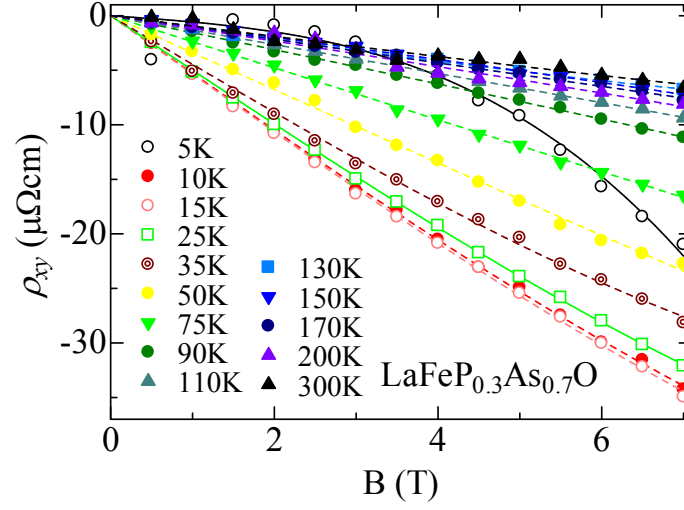 0
-10
-20
-30
ρxy (μΩcm)
5K
10K
15K
25K
35K
50K
75K
90K
110K
130K
150K
170K
200K
300K
LaFeP0.3As0.7O
0 2 4 6
B (T)